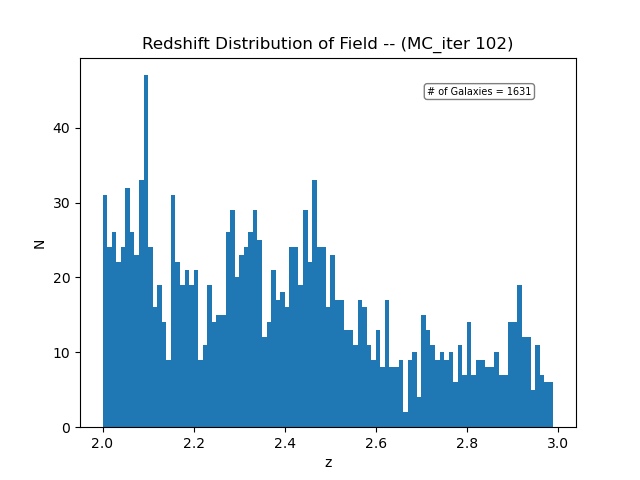 Redshift Distribution of Field -- (MC_iter 102)
# of Galaxies = 1631
N
40
30
20
10
0
2.0 2.2 2.4 2.6 2.8 3.0
z